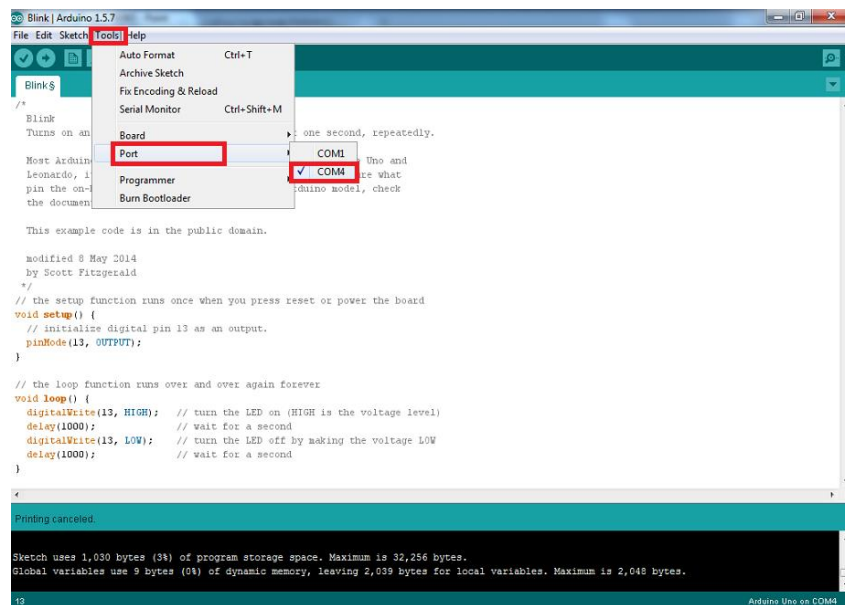 Blink | Arduino 1.5.7
File Edit Sketch Tools Help
Auto Format Ctrl+T
Archive Sketch
Fix Encoding & Reload
Serial Monitor Ctrl+Shift+M
Board
Port
Programmer
Burn Bootloader
COM1
COM4
Blink§
/*
Blink
Turns on an one second, repeatedly.
Most Arduin Uno and
Leonardo, i re what
pin the on- duino model, check
the documen
This example code is in the public domain.
modified 8 May 2014
by Scott Fitzgerald
*/
// the setup function runs once when you press reset or power the board
void setup() {
// initialize digital pin 13 as an output.
pinMode(13, OUTPUT);
}
// the loop function runs over and over again forever
void loop() {
digitalWrite(13, HIGH); // turn the LED on (HIGH is the voltage level)
delay(1000); // wait for a second
digitalWrite(13, LOW); // turn the LED off by making the voltage LOW
delay(1000); // wait for a second
}
Printing canceled.
Sketch uses 1,030 bytes (3%) of program storage space. Maximum is 32,256 bytes.
Global variables use 9 bytes (0%) of dynamic memory, leaving 2,039 bytes for local variables. Maximum is 2,048 bytes.
13 Arduino Uno on COM4